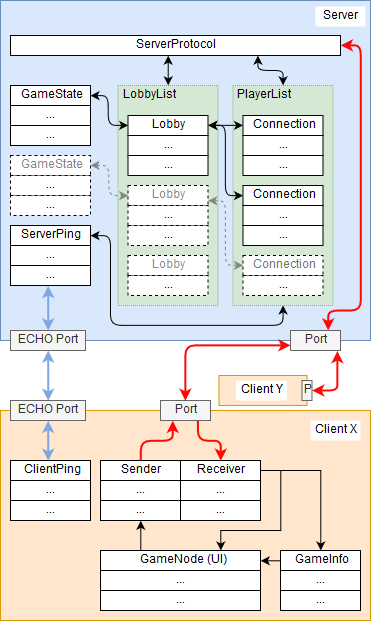 Server
ServerProtocol
GameState
...
...
LobbyList
PlayerList
Lobby
...
...
Connection
...
...
GameState
...
...
Lobby
...
...
Connection
...
...
ServerPing
...
...
Lobby
...
Connection
...
ECHO Port
Port
Client Y
P
ECHO Port
Port
Client X
ClientPing
...
...
Sender
...
...
Receiver
...
...
GameNode (UI)
...
...
GameInfo
...
...